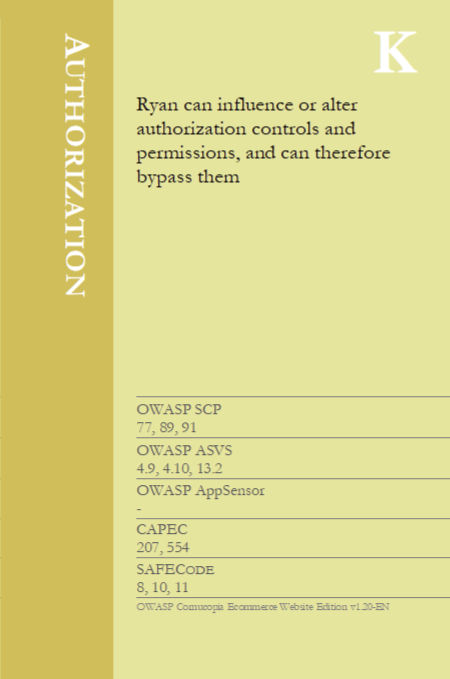 AUTHORIZATION
K
Ryan can influence or alter
authorization controls and
permissions, and can therefore
bypass them
OWASP SCP
77, 89, 91
OWASP ASVS
4.9, 4.10, 13.2
OWASP AppSensor
-
CAPEC
207, 554
SAFECODE
8, 10, 11
OWASP Cornucopia Ecommerce Website Edition v1.20-EN